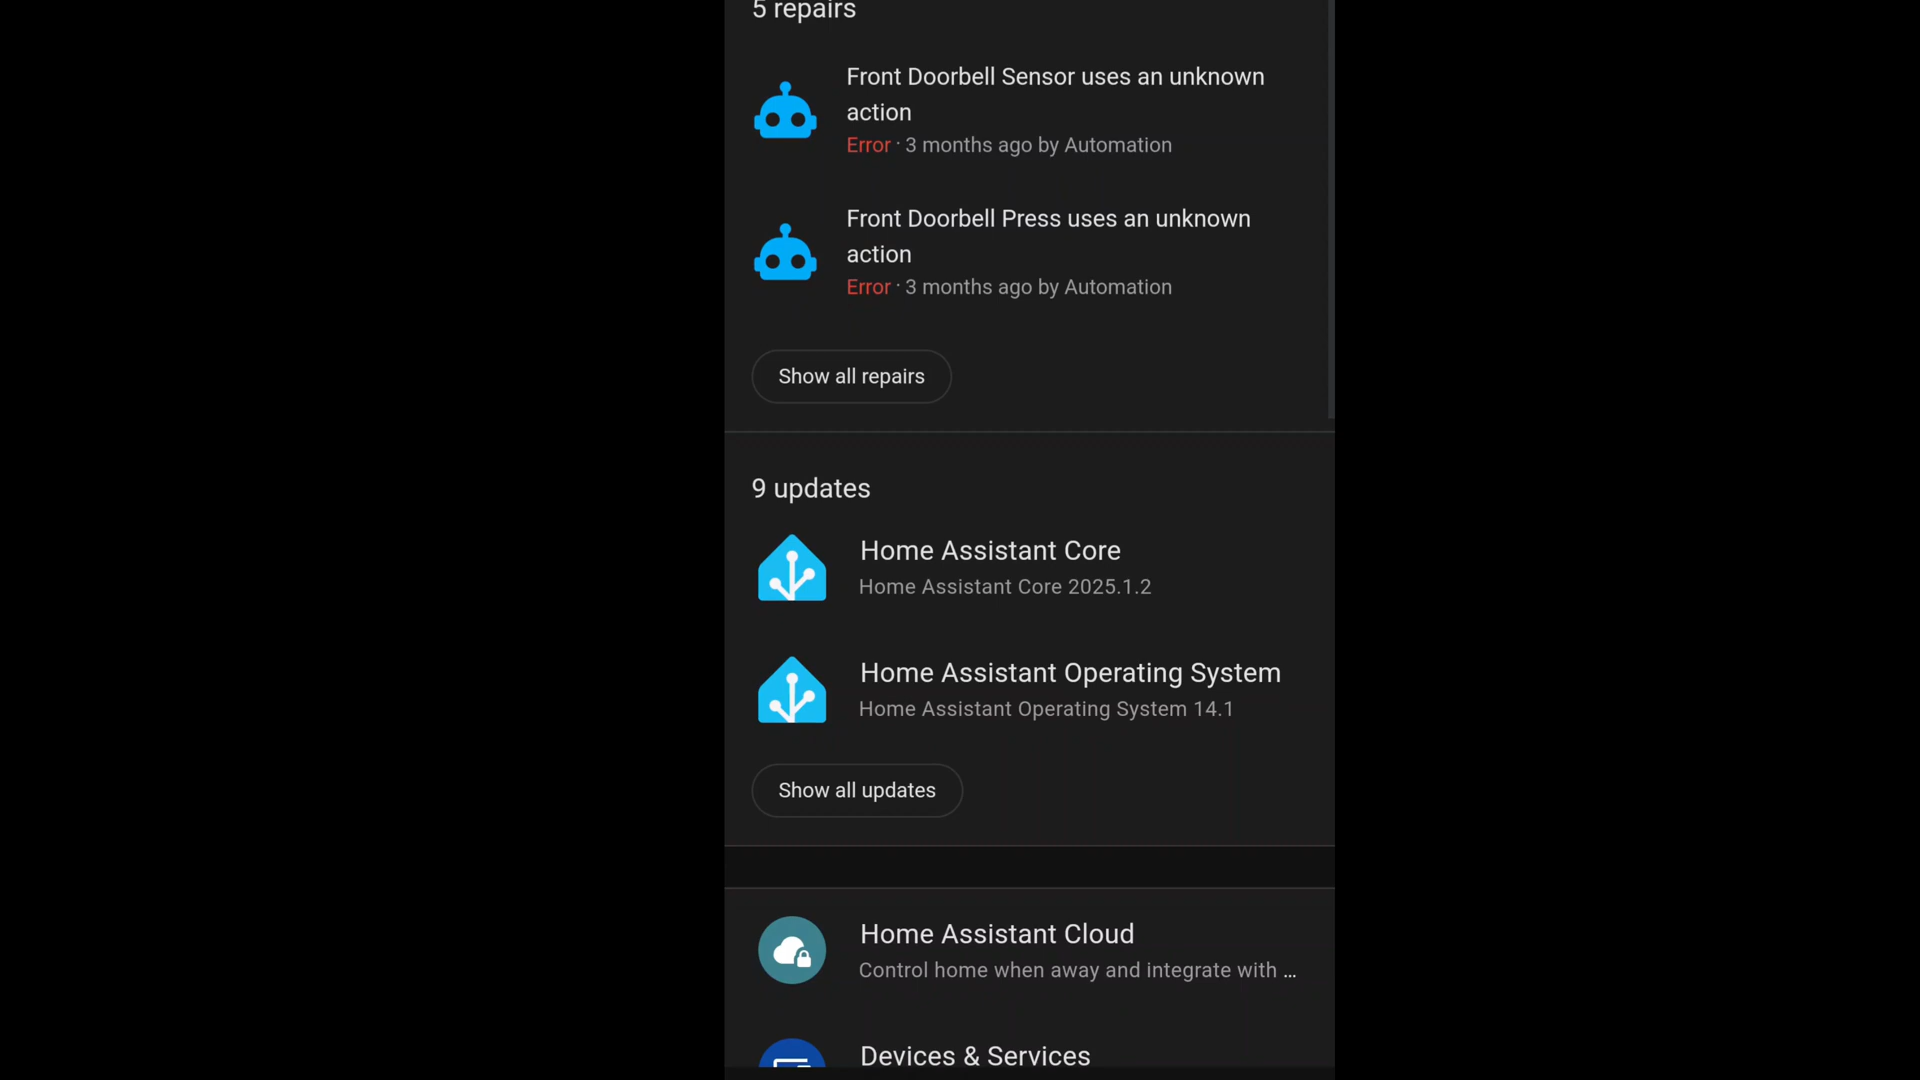 5 repairs
Front Doorbell Sensor uses an unknown
action
Error · 3 months ago by Automation
Front Doorbell Press uses an unknown
action
Error · 3 months ago by Automation
Show all repairs
9 updates
Home Assistant Core
Home Assistant Core 2025.1.2
Home Assistant Operating System
Home Assistant Operating System 14.1
Show all updates
Home Assistant Cloud
Control home when away and integrate with ...
Devices & Services